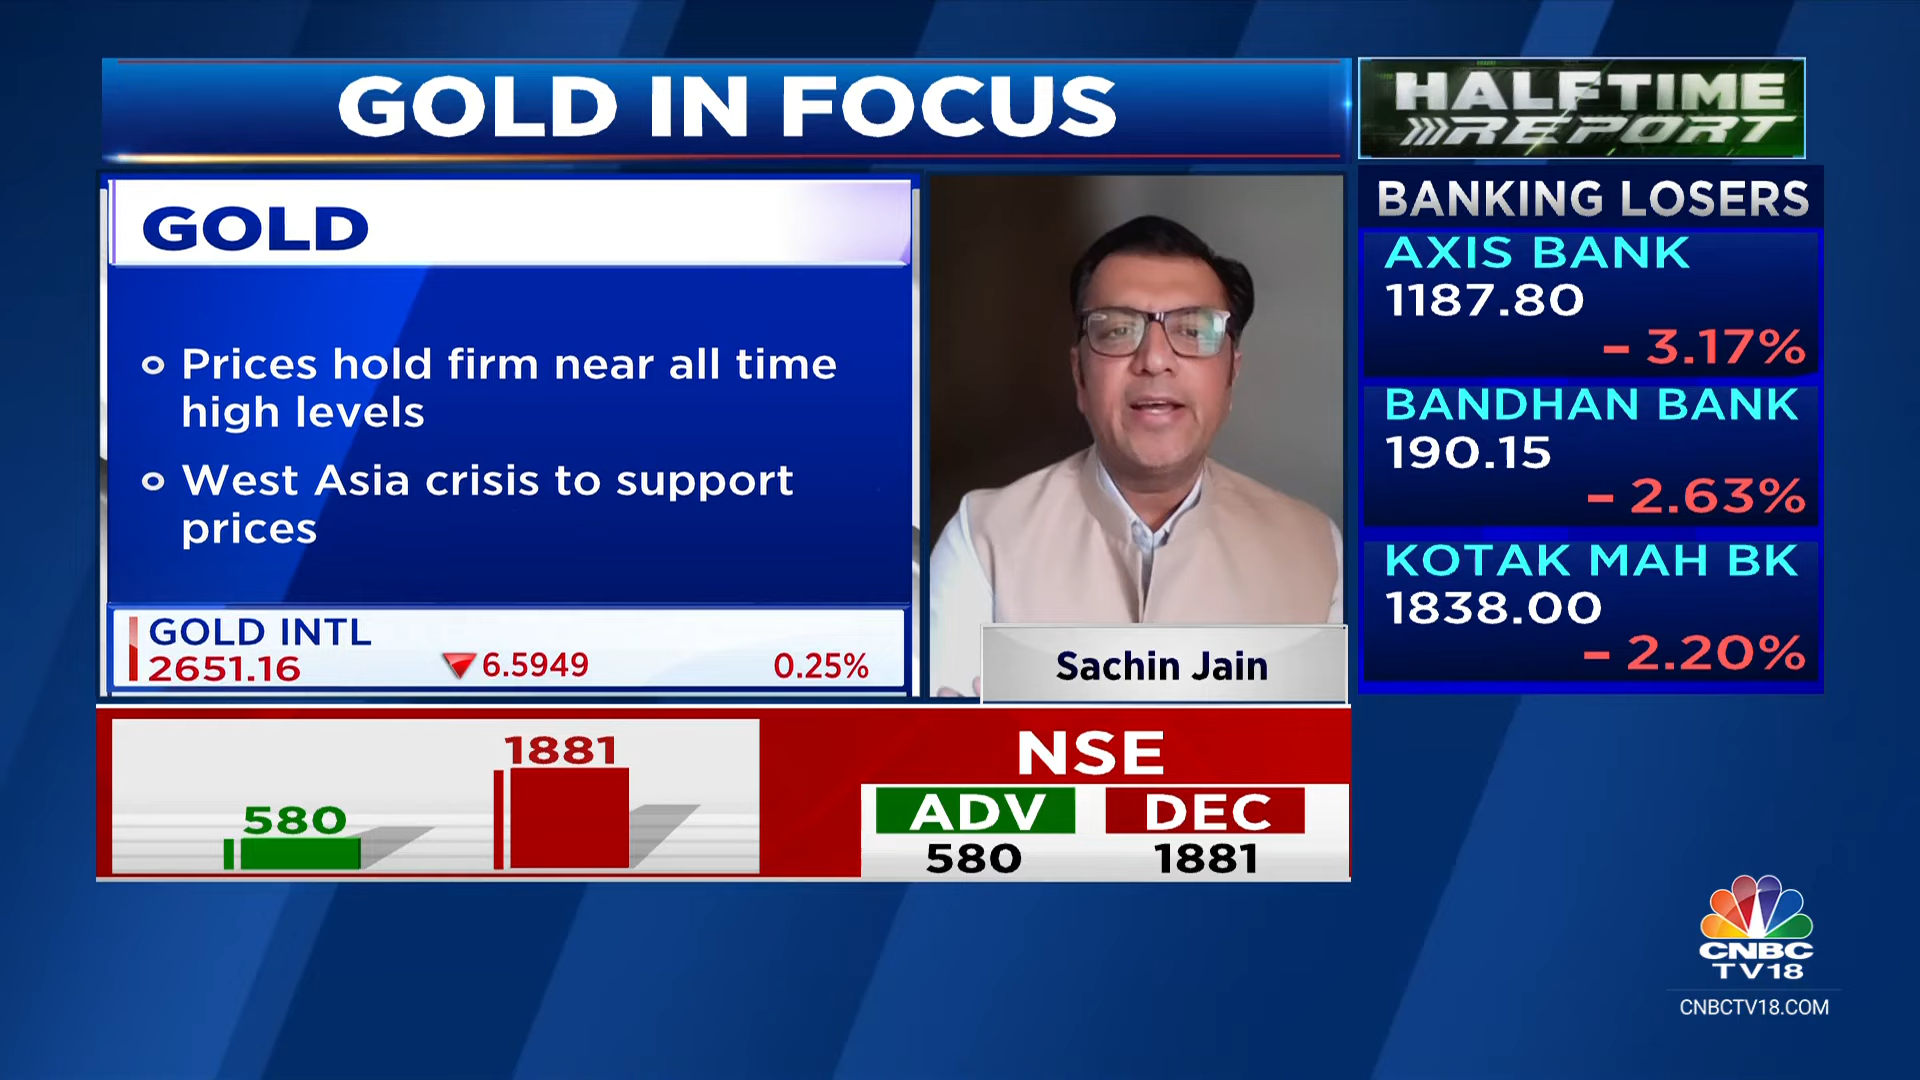 GOLD IN FOCUS
HALFTIME
REPORT
GOLD
Prices hold firm near all time
high levels
West Asia crisis to support
prices
GOLD INTL
2651.16 6.5949 0.25%
Sachin Jain
BANKING LOSERS
AXIS BANK
1187.80
- 3.17%
BANDHAN BANK
190.15
- 2.63%
KOTAK MAH BK
1838.00
- 2.20%
580
1881
NSE
ADV DEC
580 1881
CNBC
TV18
CNBCTV18.COM